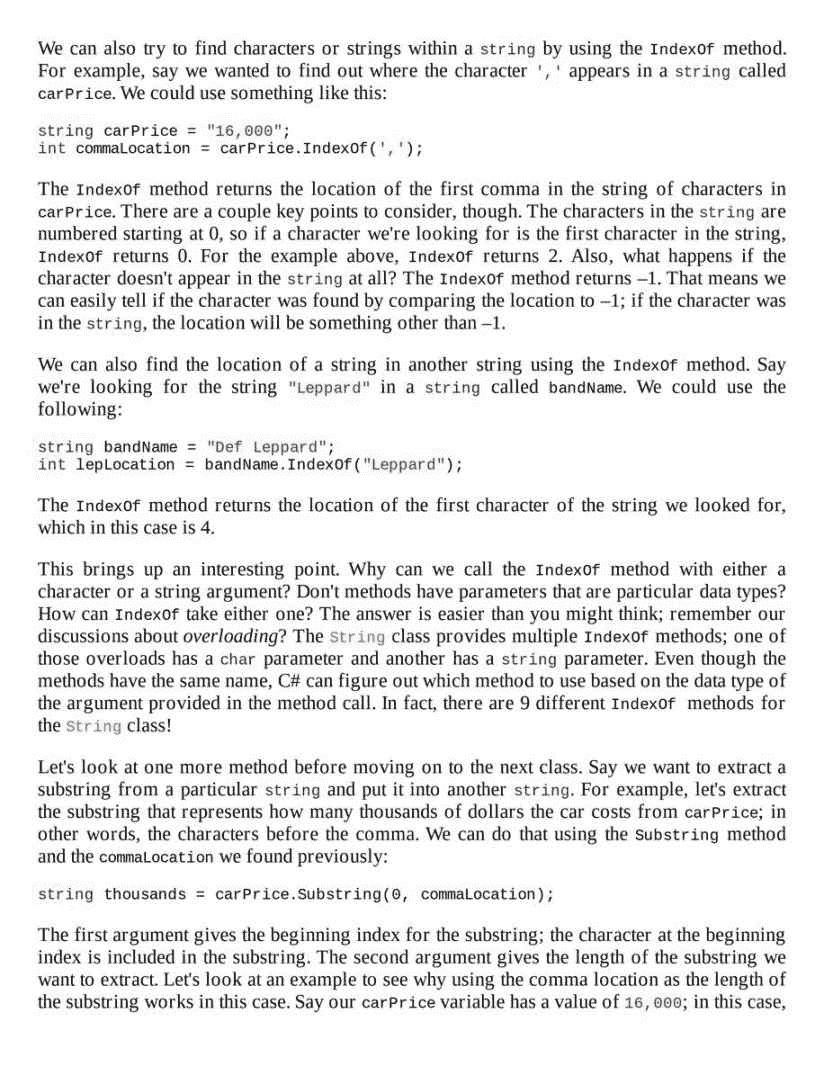 We can also try to find characters or strings within a string by using the IndexOf method.
For example, say we wanted to find out where the character ',' appears in a string called
carPrice. We could use something like this:
string carPrice = "16,000";
int commaLocation = carPrice.IndexOf(',');
The IndexOf method returns the location of the first comma in the string of characters in
carPrice. There are a couple key points to consider, though. The characters in the string are
numbered starting at 0, so if a character we're looking for is the first character in the string,
IndexOf returns 0. For the example above, IndexOf returns 2. Also, what happens if the
character doesn't appear in the string at all? The IndexOf method returns –1. That means we
can easily tell if the character was found by comparing the location to –1; if the character was
in the string, the location will be something other than –1.
We can also find the location of a string in another string using the IndexOf method. Say
we're looking for the string "Leppard" in a string called bandName. We could use the
following:
string bandName = "Def Leppard";
int lepLocation = bandName.IndexOf("Leppard");
The IndexOf method returns the location of the first character of the string we looked for,
which in this case is 4.
This brings up an interesting point. Why can we call the IndexOf method with either a
character or a string argument? Don't methods have parameters that are particular data types?
How can IndexOf take either one? The answer is easier than you might think; remember our
discussions about overloading? The String class provides multiple IndexOf methods; one of
those overloads has a char parameter and another has a string parameter. Even though the
methods have the same name, C# can figure out which method to use based on the data type of
the argument provided in the method call. In fact, there are 9 different IndexOf methods for
the String class!
Let's look at one more method before moving on to the next class. Say we want to extract a
substring from a particular string and put it into another string. For example, let's extract
the substring that represents how many thousands of dollars the car costs from carPrice; in
other words, the characters before the comma. We can do that using the Substring method
and the commaLocation we found previously:
string thousands = carPrice.Substring(0, commaLocation);
The first argument gives the beginning index for the substring; the character at the beginning
index is included in the substring. The second argument gives the length of the substring we
want to extract. Let's look at an example to see why using the comma location as the length of
the substring works in this case. Say our carPrice variable has a value of 16,000; in this case,